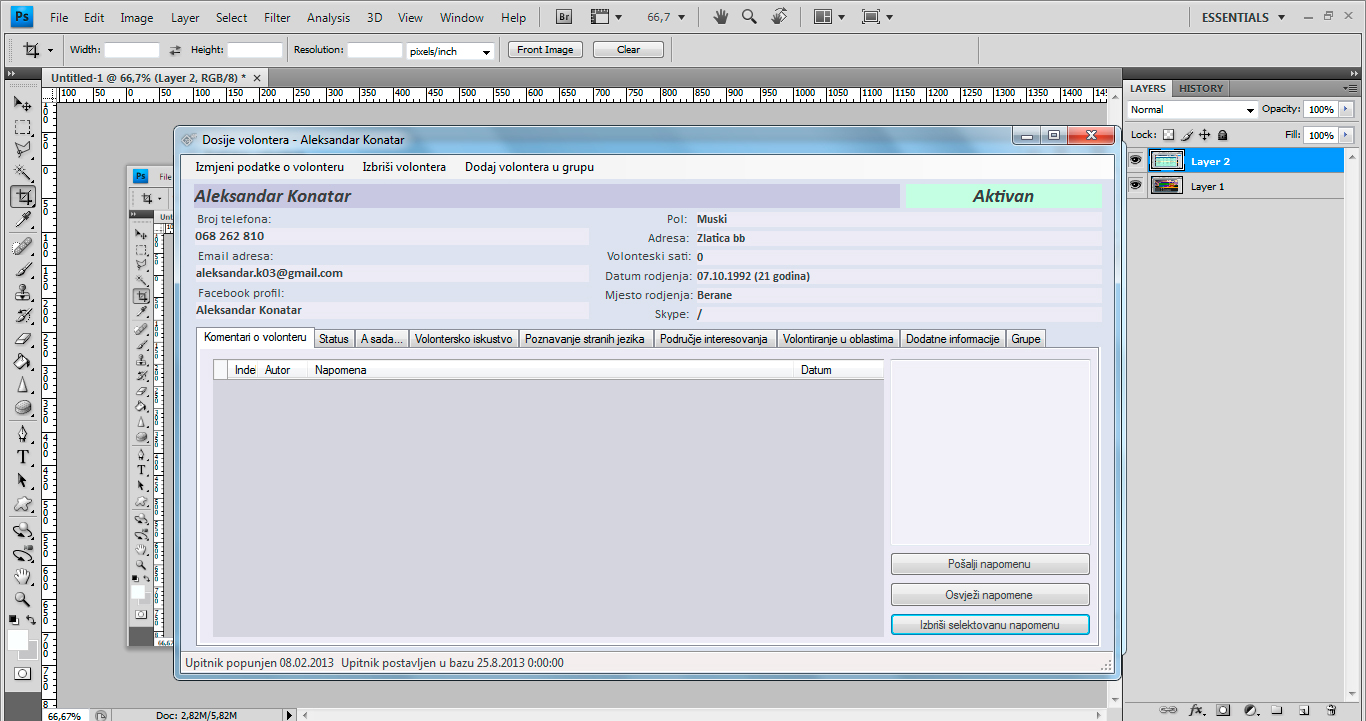 Ps File Edit Image Layer Select Filter Analysis 3D View Window Help Br 66,7 ESSENTIALS
Width: Height: Resolution: pixels/inch Front Image Clear
Untitled-1 @ 66,7% (Layer 2, RGB/8) *
100 50 0 50 100 150 200 250 300 350 400 450 500 550 600 650 700 750 800 850 900 950 1000 1050 1100 1150 1200 1250 1300 1350 1400
Dosije volontera - Aleksandar Konatar
Izmjeni podatke o volonteru Izbriši volontera Dodaj volontera u grupu
Ps File
Aleksandar Konatar Aktivan
Broj telefona:
068 262 810
Email adresa:
aleksandar.k03@gmail.com
Facebook profil:
Aleksandar Konatar
Pol: Muski
Adresa: Zlatica bb
Volonteski sati: 0
Datum rodjenja: 07.10.1992 (21 godina)
Mjesto rodjenja: Berane
Skype: /
Komentari o volonteru Status A sada... Volontersko iskustvo Poznavanje stranih jezika Područje interesovanja Volontiranje u oblastima Dodatne informacije Grupe
Inde Autor Napomena Datum
Pošalji napomenu
Osvježi napomene
Izbriši selektovanu napomenu
Upitnik popunjen 08.02.2013 Upitnik postavljen u bazu 25.8.2013 0:00:00
LAYERS HISTORY
Normal Opacity: 100%
Lock: Fill: 100%
Layer 2
Layer 1
66,67% Doc: 2,82M/5,82M